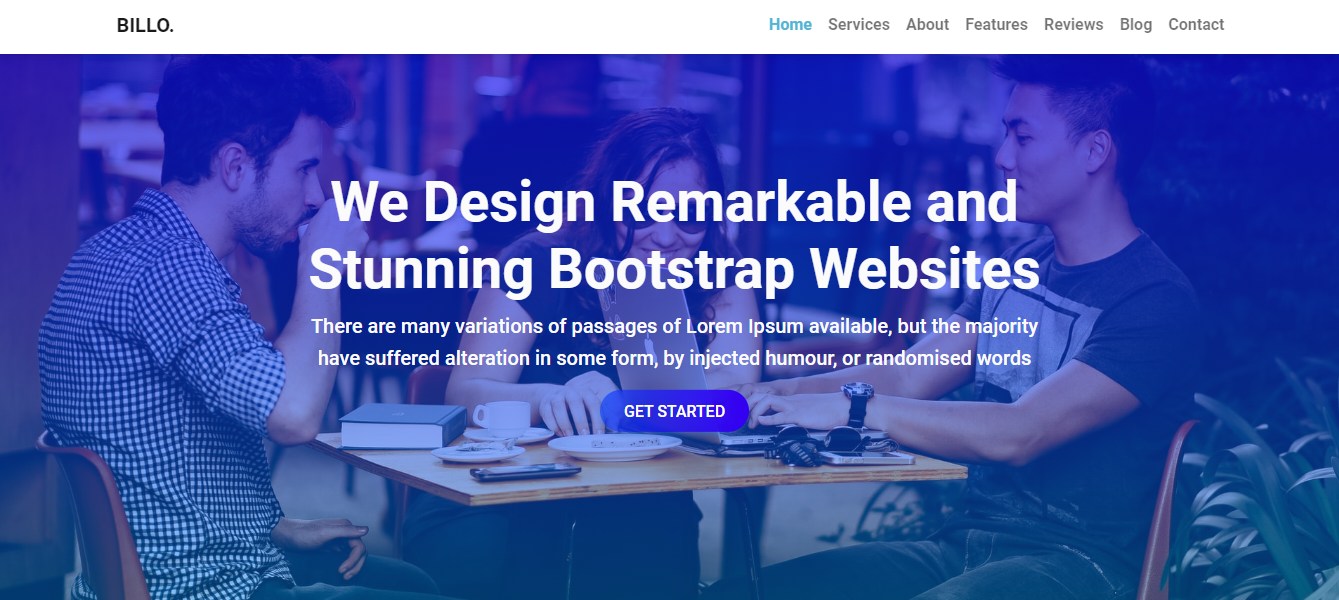 BILLO.
Home Services About Features Reviews Blog Contact
We Design Remarkable and
Stunning Bootstrap Websites
There are many variations of passages of Lorem Ipsum available, but the majority
have suffered alteration in some form, by injected humour, or randomised words
GET STARTED